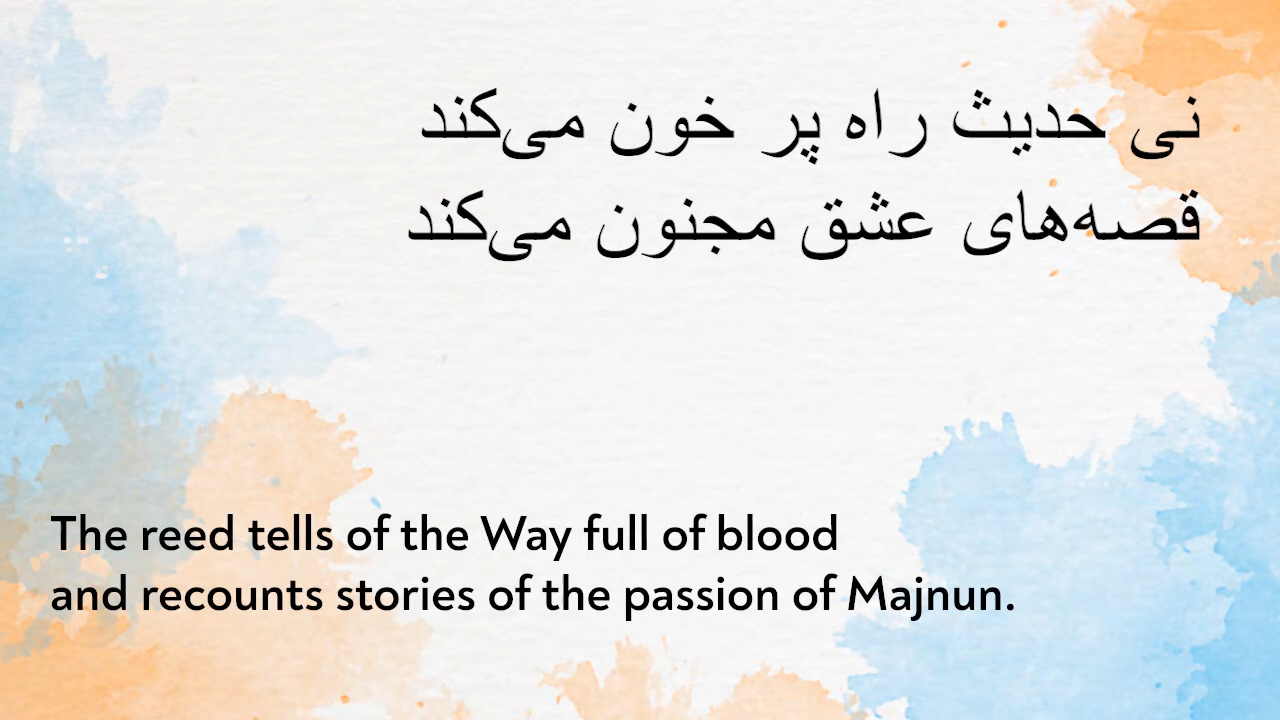 نی حدیث راه پر خون می‌کند
قصه‌های عشق مجنون می‌کند
The reed tells of the Way full of blood
and recounts stories of the passion of Majnun.